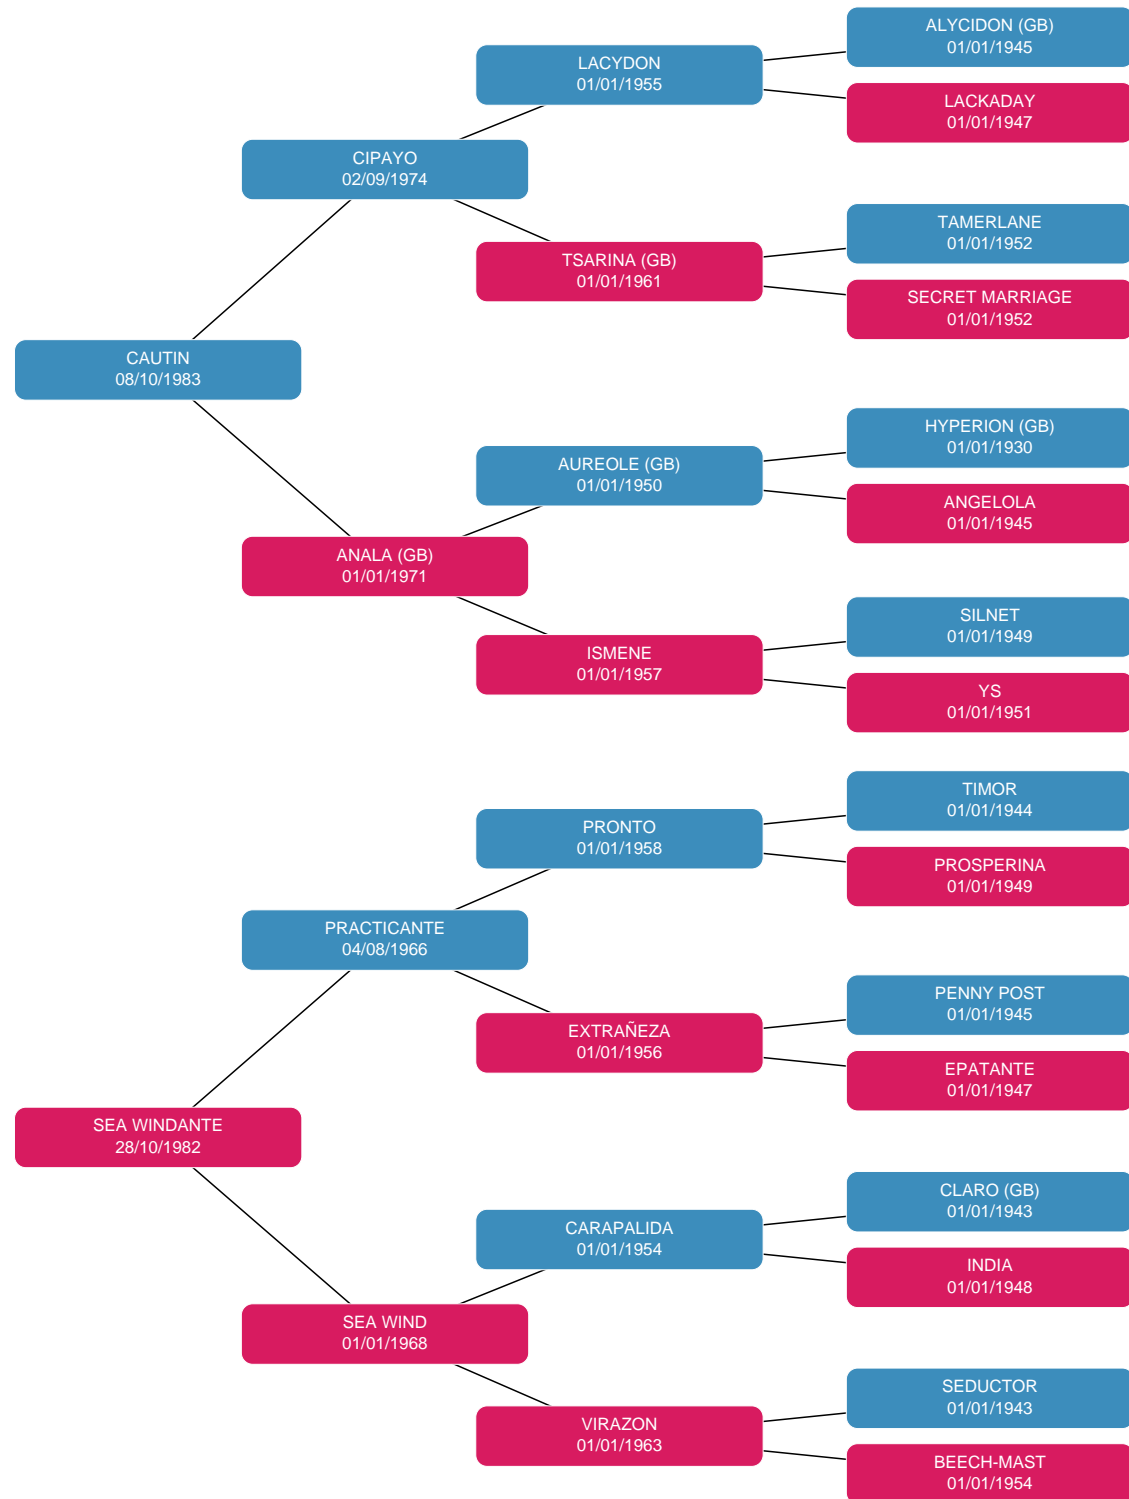 ALYCIDON (GB)
01/01/1945
LACYDON
01/01/1955
LACKADAY
01/01/1947
CIPAYO
02/09/1974
TAMERLANE
01/01/1952
TSARINA (GB)
01/01/1961
SECRET MARRIAGE
01/01/1952
CAUTIN
08/10/1983
HYPERION (GB)
01/01/1930
AUREOLE (GB)
01/01/1950
ANGELOLA
01/01/1945
ANALA (GB)
01/01/1971
SILNET
01/01/1949
ISMENE
01/01/1957
YS
01/01/1951
TIMOR
01/01/1944
PRONTO
01/01/1958
PROSPERINA
01/01/1949
PRACTICANTE
04/08/1966
PENNY POST
01/01/1945
EXTRAÑEZA
01/01/1956
EPATANTE
01/01/1947
SEA WINDANTE
28/10/1982
CLARO (GB)
01/01/1943
CARAPALIDA
01/01/1954
INDIA
01/01/1948
SEA WIND
01/01/1968
SEDUCTOR
01/01/1943
VIRAZON
01/01/1963
BEECH-MAST
01/01/1954